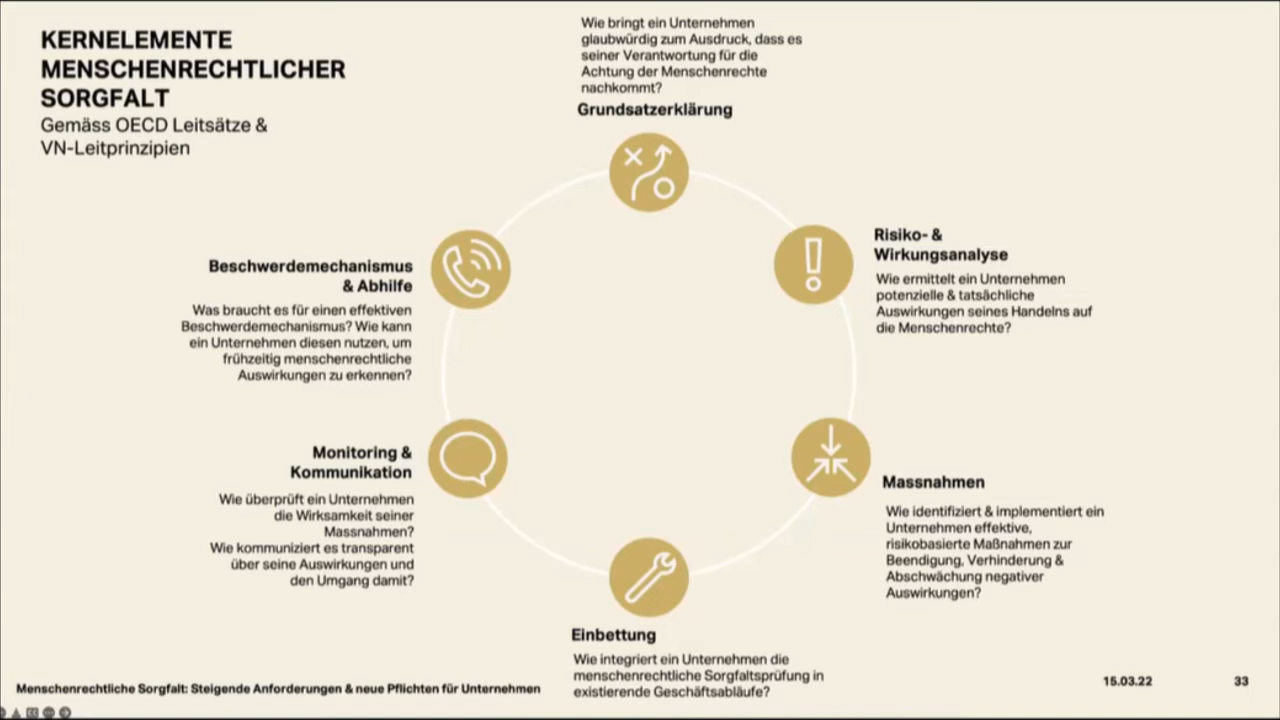 KERNELEMENTE
MENSCHENRECHTLICHER
SORGFALT
Gemäss OECD Leitsätze &
VN-Leitprinzipien
Wie bringt ein Unternehmen
glaubwürdig zum Ausdruck, dass es
seiner Verantwortung für die
Achtung der Menschenrechte
nachkommt?
Grundsatzerklärung
Risiko- &
Wirkungsanalyse
Wie ermittelt ein Unternehmen
potenzielle & tatsächliche
Auswirkungen seines Handelns auf
die Menschenrechte?
Massnahmen
Wie identifiziert & implementiert ein
Unternehmen effektive,
risikobasierte Maßnahmen zur
Beendigung, Verhinderung &
Abschwächung negativer
Auswirkungen?
Einbettung
Wie integriert ein Unternehmen die
menschenrechtliche Sorgfaltsprüfung in
existierende Geschäftsabläufe?
Monitoring &
Kommunikation
Wie überprüft ein Unternehmen
die Wirksamkeit seiner
Massnahmen?
Wie kommuniziert es transparent
über seine Auswirkungen und
den Umgang damit?
Beschwerdemechanismus
& Abhilfe
Was braucht es für einen effektiven
Beschwerdemechanismus? Wie kann
ein Unternehmen diesen nutzen, um
frühzeitig menschenrechtliche
Auswirkungen zu erkennen?
Menschenrechtliche Sorgfalt: Steigende Anforderungen & neue Pflichten für Unternehmen
15.03.22
33